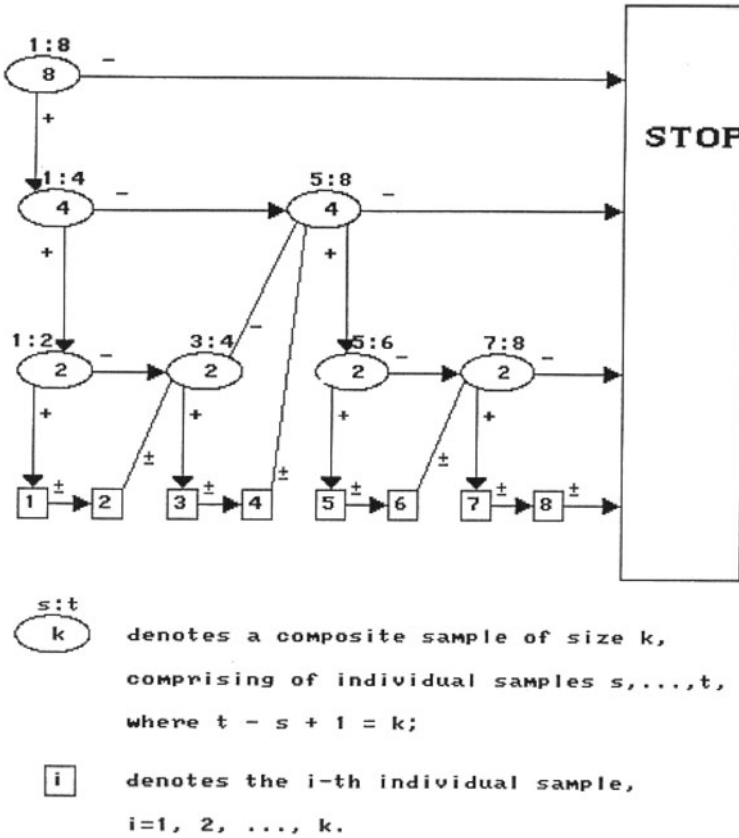 1:8
8 -
+
STOP
1:4 5:8
4 - 4 -
+ +
-
1:2 3:4 5:6 7:8
2 - 2 2 - 2 -
+ + + +
± ± ±
1 ± 2 3 ± 4 5 ± 6 7 ± 8 ±
s:t
k denotes a composite sample of size k,
comprising of individual samples s,...,t,
where t - s + 1 = k;
i denotes the i-th individual sample,
i=1, 2, ..., k.